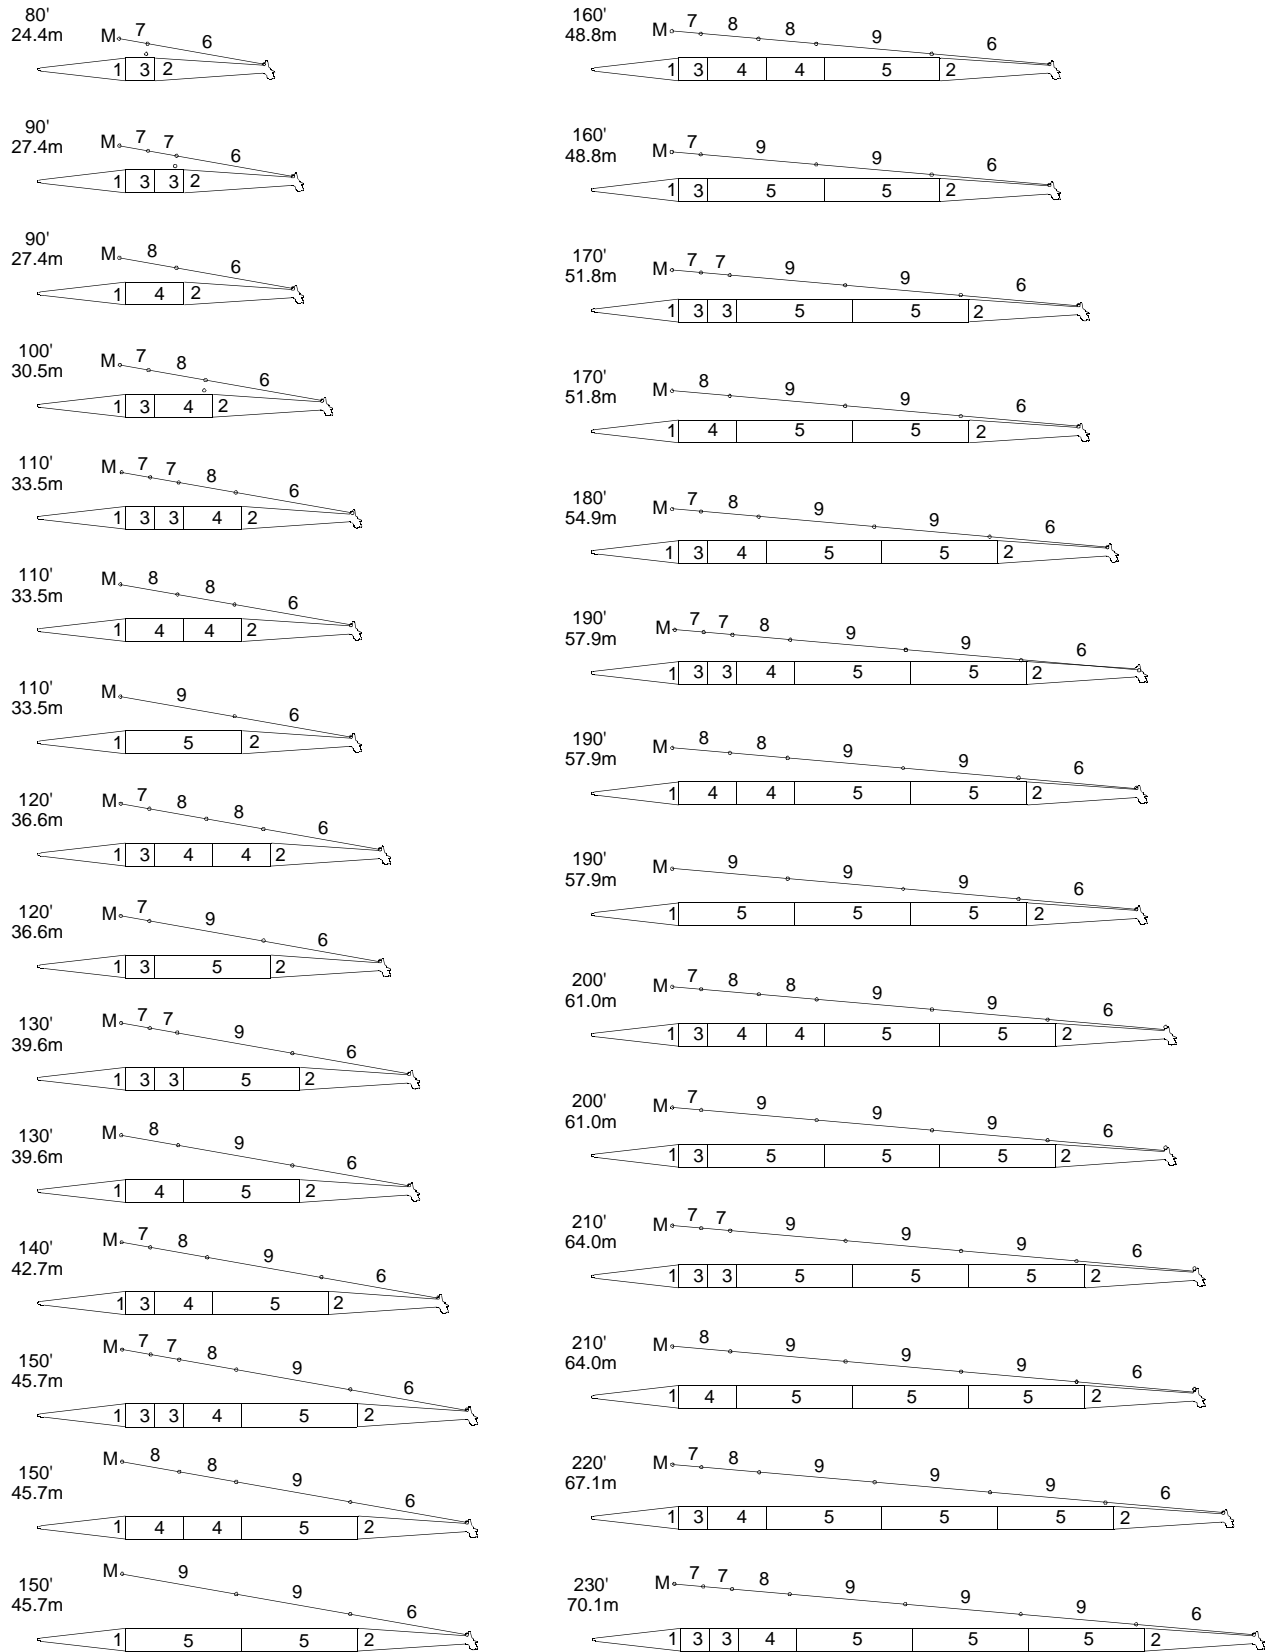 80'
24.4m
M 7 6
1 3 2
90'
27.4m
M 7 7 6
1 3 3 2
90'
27.4m
M 8 6
1 4 2
100'
30.5m
M 7 8 6
1 3 4 2
110'
33.5m
M 7 7 8 6
1 3 3 4 2
110'
33.5m
M 8 8 6
1 4 4 2
110'
33.5m
M 9 6
1 5 2
120'
36.6m
M 7 8 8 6
1 3 4 4 2
120'
36.6m
M 7 9 6
1 3 5 2
130'
39.6m
M 7 7 9 6
1 3 3 5 2
130'
39.6m
M 8 9 6
1 4 5 2
140'
42.7m
M 7 8 9 6
1 3 4 5 2
150'
45.7m
M 7 7 8 9 6
1 3 3 4 5 2
150'
45.7m
M 8 8 9 6
1 4 4 5 2
150'
45.7m
M 9 9 6
1 5 5 2
160'
48.8m
M 7 8 8 9 6
1 3 4 4 5 2
160'
48.8m
M 7 9 9 6
1 3 5 5 2
170'
51.8m
M 7 7 9 9 6
1 3 3 5 5 2
170'
51.8m
M 8 9 9 6
1 4 5 5 2
180'
54.9m
M 7 8 9 9 6
1 3 4 5 5 2
190'
57.9m
M 7 7 8 9 9 6
1 3 3 4 5 5 2
190'
57.9m
M 8 8 9 9 6
1 4 4 5 5 2
190'
57.9m
M 9 9 9 6
1 5 5 5 2
200'
61.0m
M 7 8 8 9 9 6
1 3 4 4 5 5 2
200'
61.0m
M 7 9 9 9 6
1 3 5 5 5 2
210'
64.0m
M 7 7 9 9 9 6
1 3 3 5 5 5 2
210'
64.0m
M 8 9 9 9 6
1 4 5 5 5 2
220'
67.1m
M 7 8 9 9 9 6
1 3 4 5 5 5 2
230'
70.1m
M 7 7 8 9 9 9 6
1 3 3 4 5 5 5 2